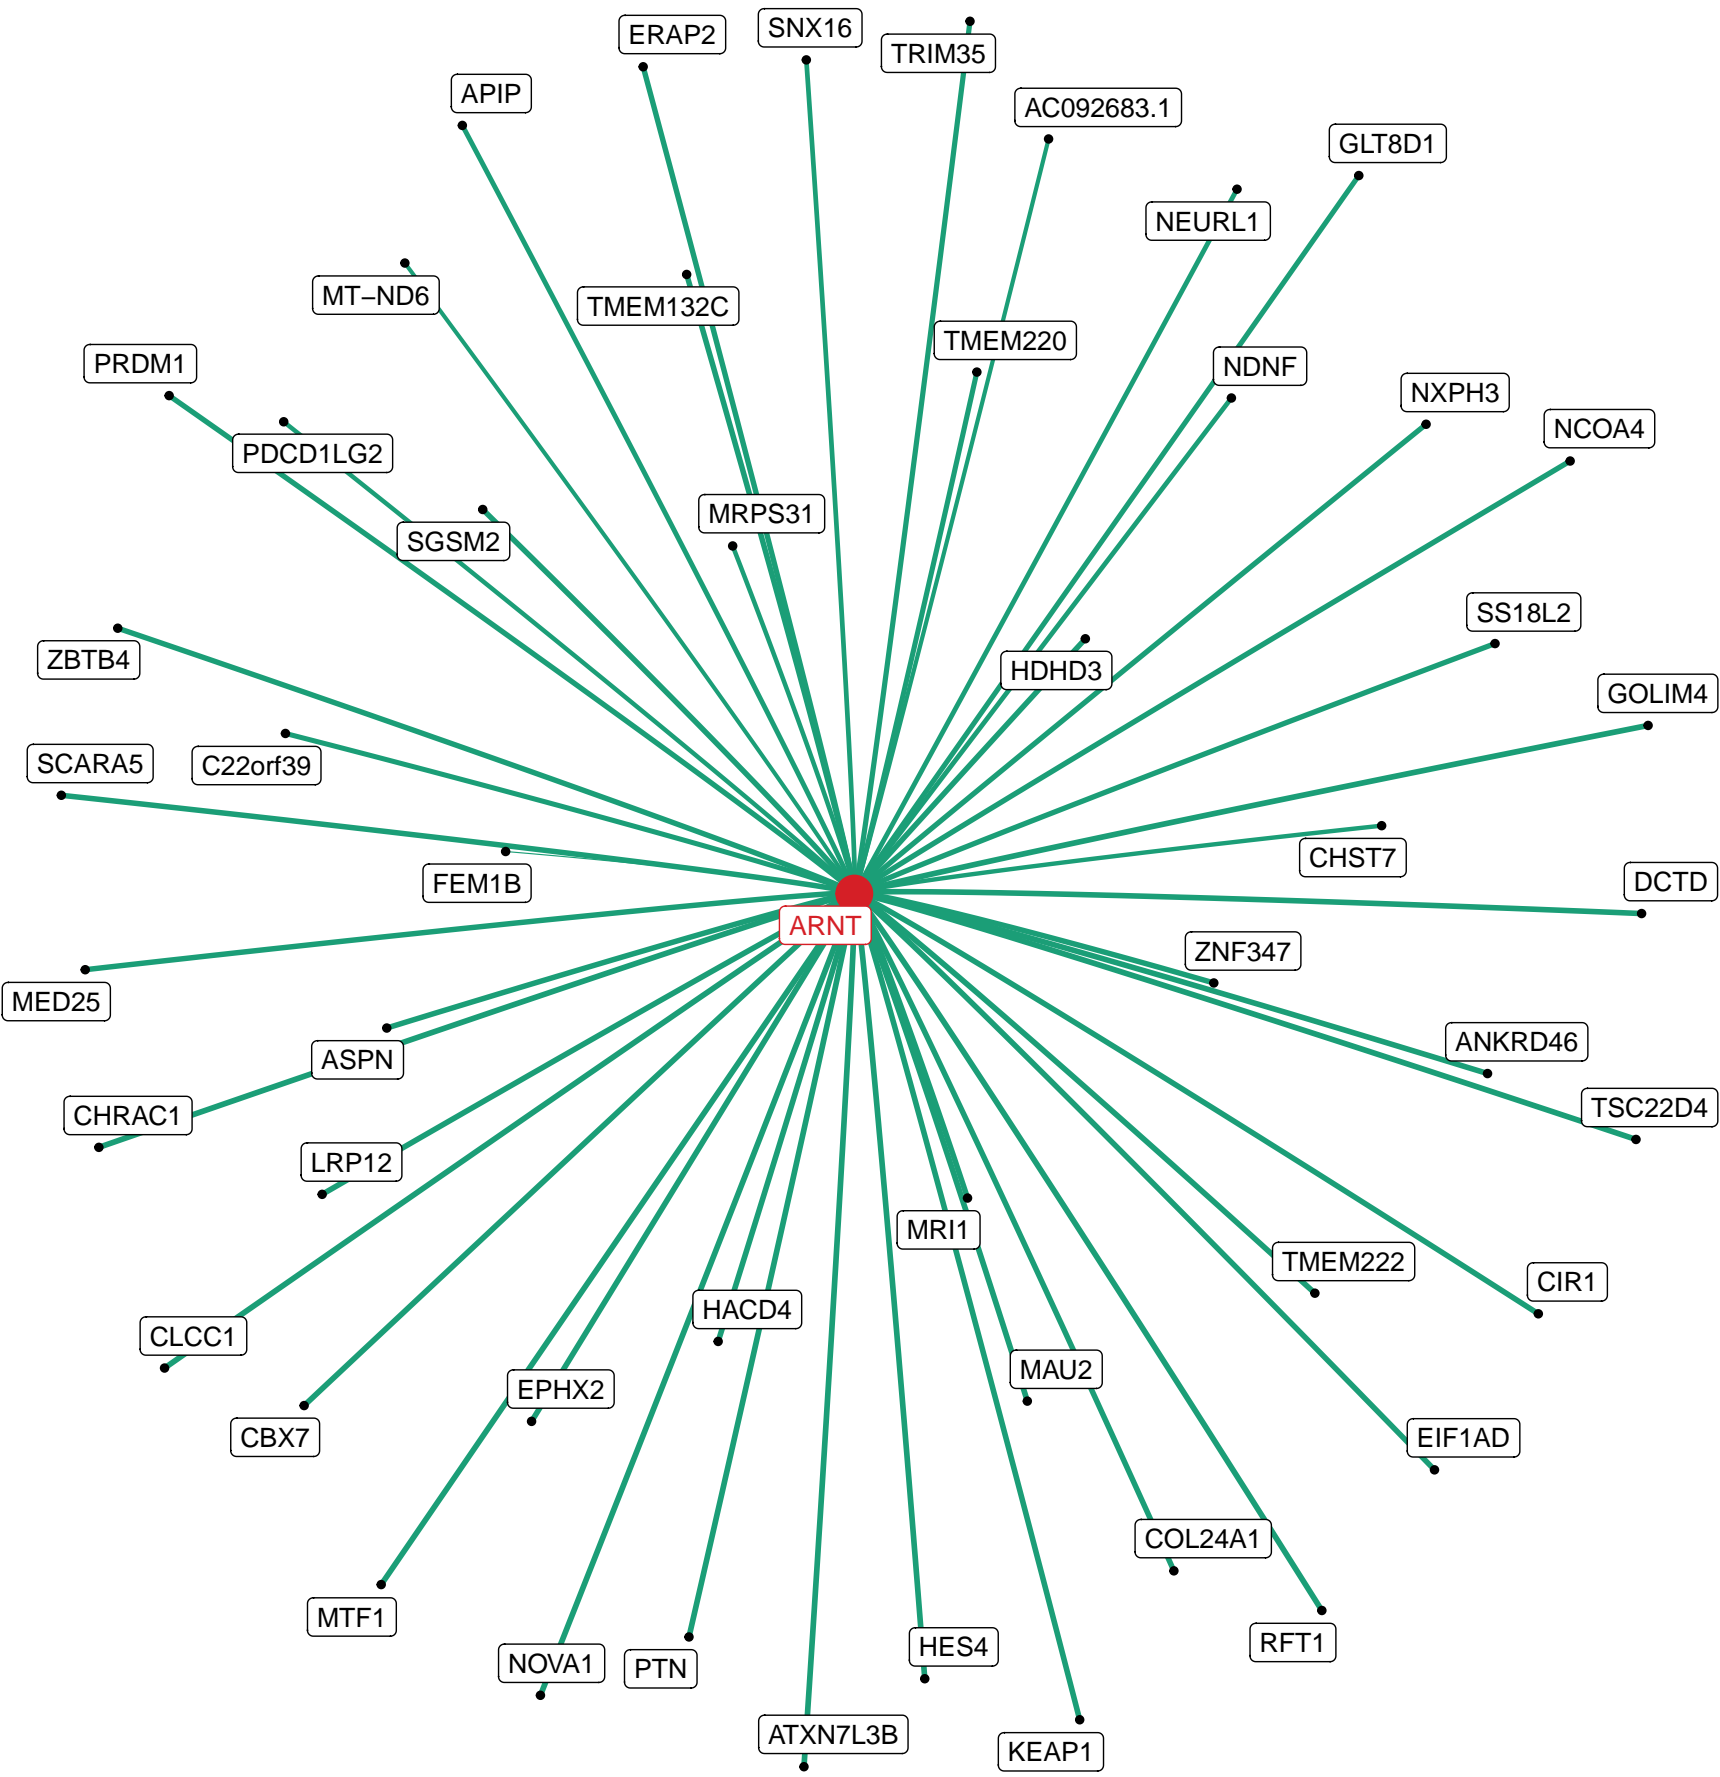 SNX16
ERAP2
TRIM35
APIP
AC092683.1
GLT8D1
NEURL1
MT−ND6
TMEM132C
TMEM220
PRDM1
NDNF
NXPH3
NCOA4
PDCD1LG2
MRPS31
SGSM2
SS18L2
ZBTB4
HDHD3
GOLIM4
SCARA5
C22orf39
CHST7
FEM1B
DCTD
ARNT
ZNF347
MED25
ANKRD46
ASPN
TSC22D4
CHRAC1
LRP12
MRI1
TMEM222
CIR1
HACD4
CLCC1
MAU2
EPHX2
CBX7
EIF1AD
COL24A1
MTF1
RFT1
HES4
NOVA1
PTN
ATXN7L3B
KEAP1